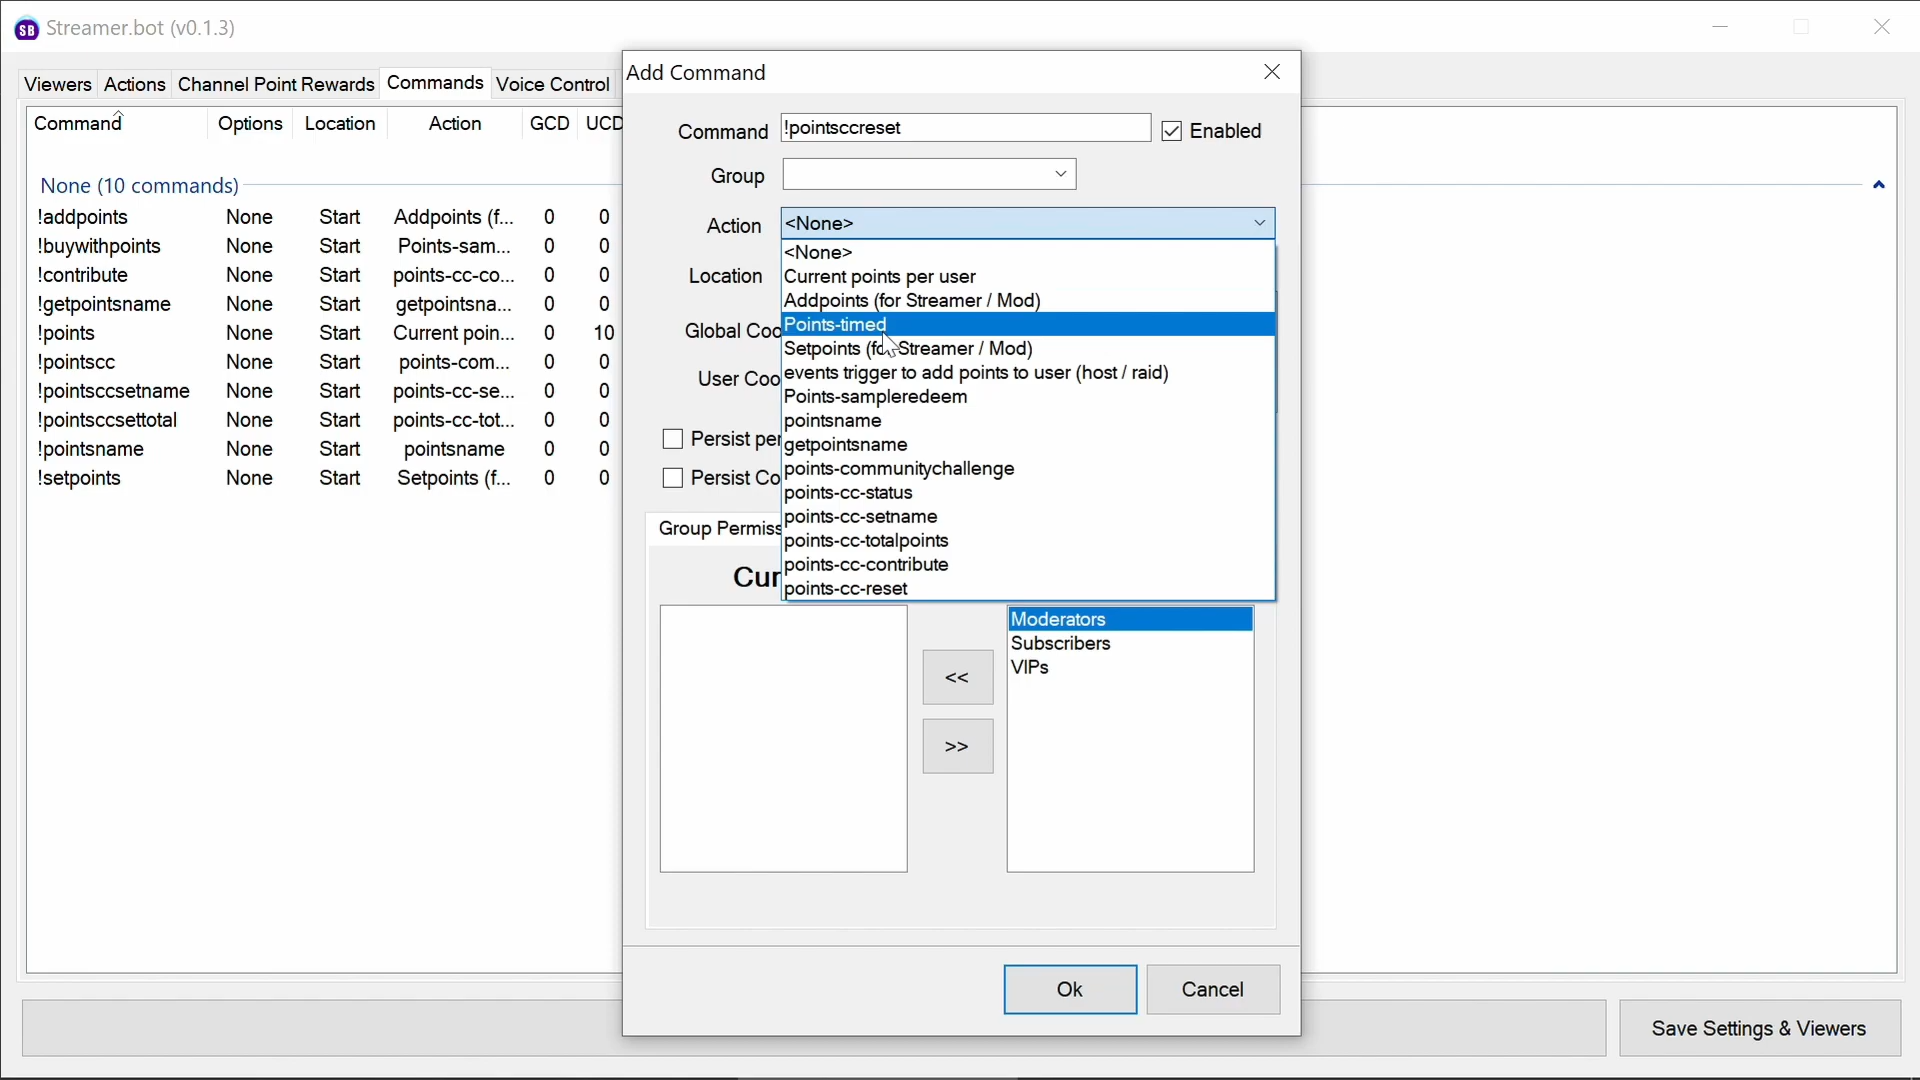 SB Streamer.bot (v0.1.3)
Viewers Actions Channel Point Rewards Commands Voice Control
Command Options Location Action GCD UCD
None (10 commands)
!addpoints None Start Addpoints (f... 0 0
!buywithpoints None Start Points-sam... 0 0
!contribute None Start points-cc-co... 0 0
!getpointsname None Start getpointsna... 0 0
!points None Start Current poin... 0 10
!pointscc None Start points-com... 0 0
!pointsccsetname None Start points-cc-se... 0 0
!pointsccsettotal None Start points-cc-tot... 0 0
!pointsname None Start pointsname 0 0
!setpoints None Start Setpoints (f... 0 0
Add Command
Command !pointsccreset Enabled
Group
Action <None>
<None>
Location Current points per user
Addpoints (for Streamer / Mod)
Global Coo Points-timed
Setpoints (fo Streamer / Mod)
User Coo events trigger to add points to user (host / raid)
Points-sampleredeem
pointsname
Persist per getpointsname
points-communitychallenge
Persist Co points-cc-status
Group Permiss points-cc-setname
points-cc-totalpoints
Cur points-cc-contribute
points-cc-reset
Moderators
Subscribers
VIPs
<<
>>
Ok Cancel
Save Settings & Viewers